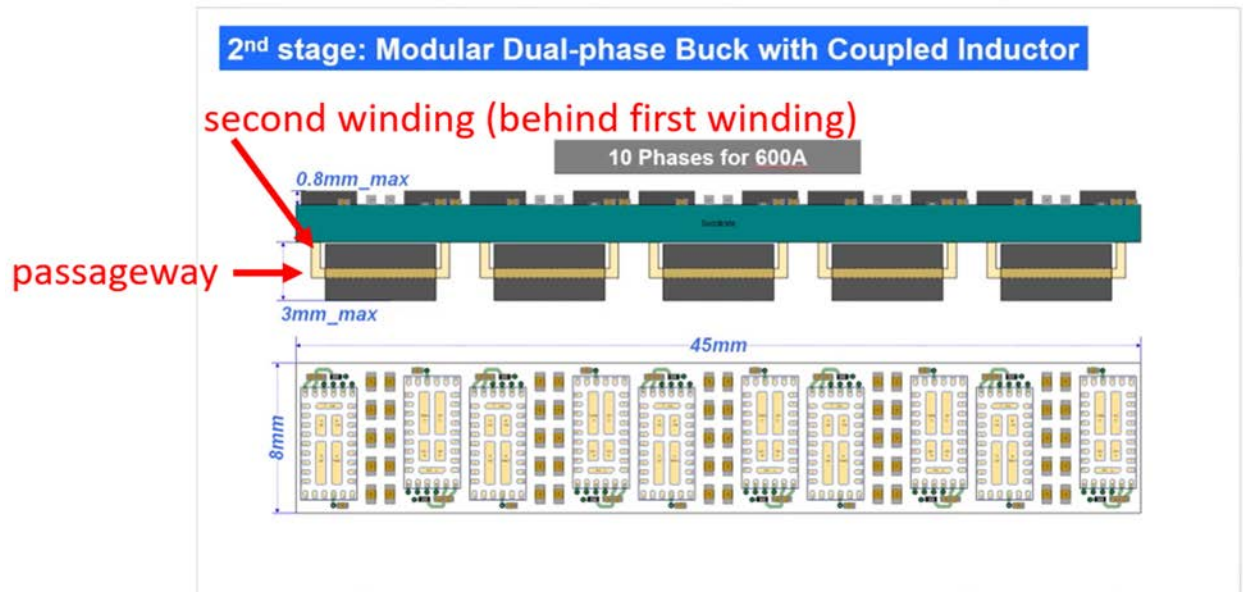 2nd stage: Modular Dual-phase Buck with Coupled Inductor
second winding (behind first winding)
10 Phases for 600A
0.8mm_max
passageway
3mm_max
45mm
8mm